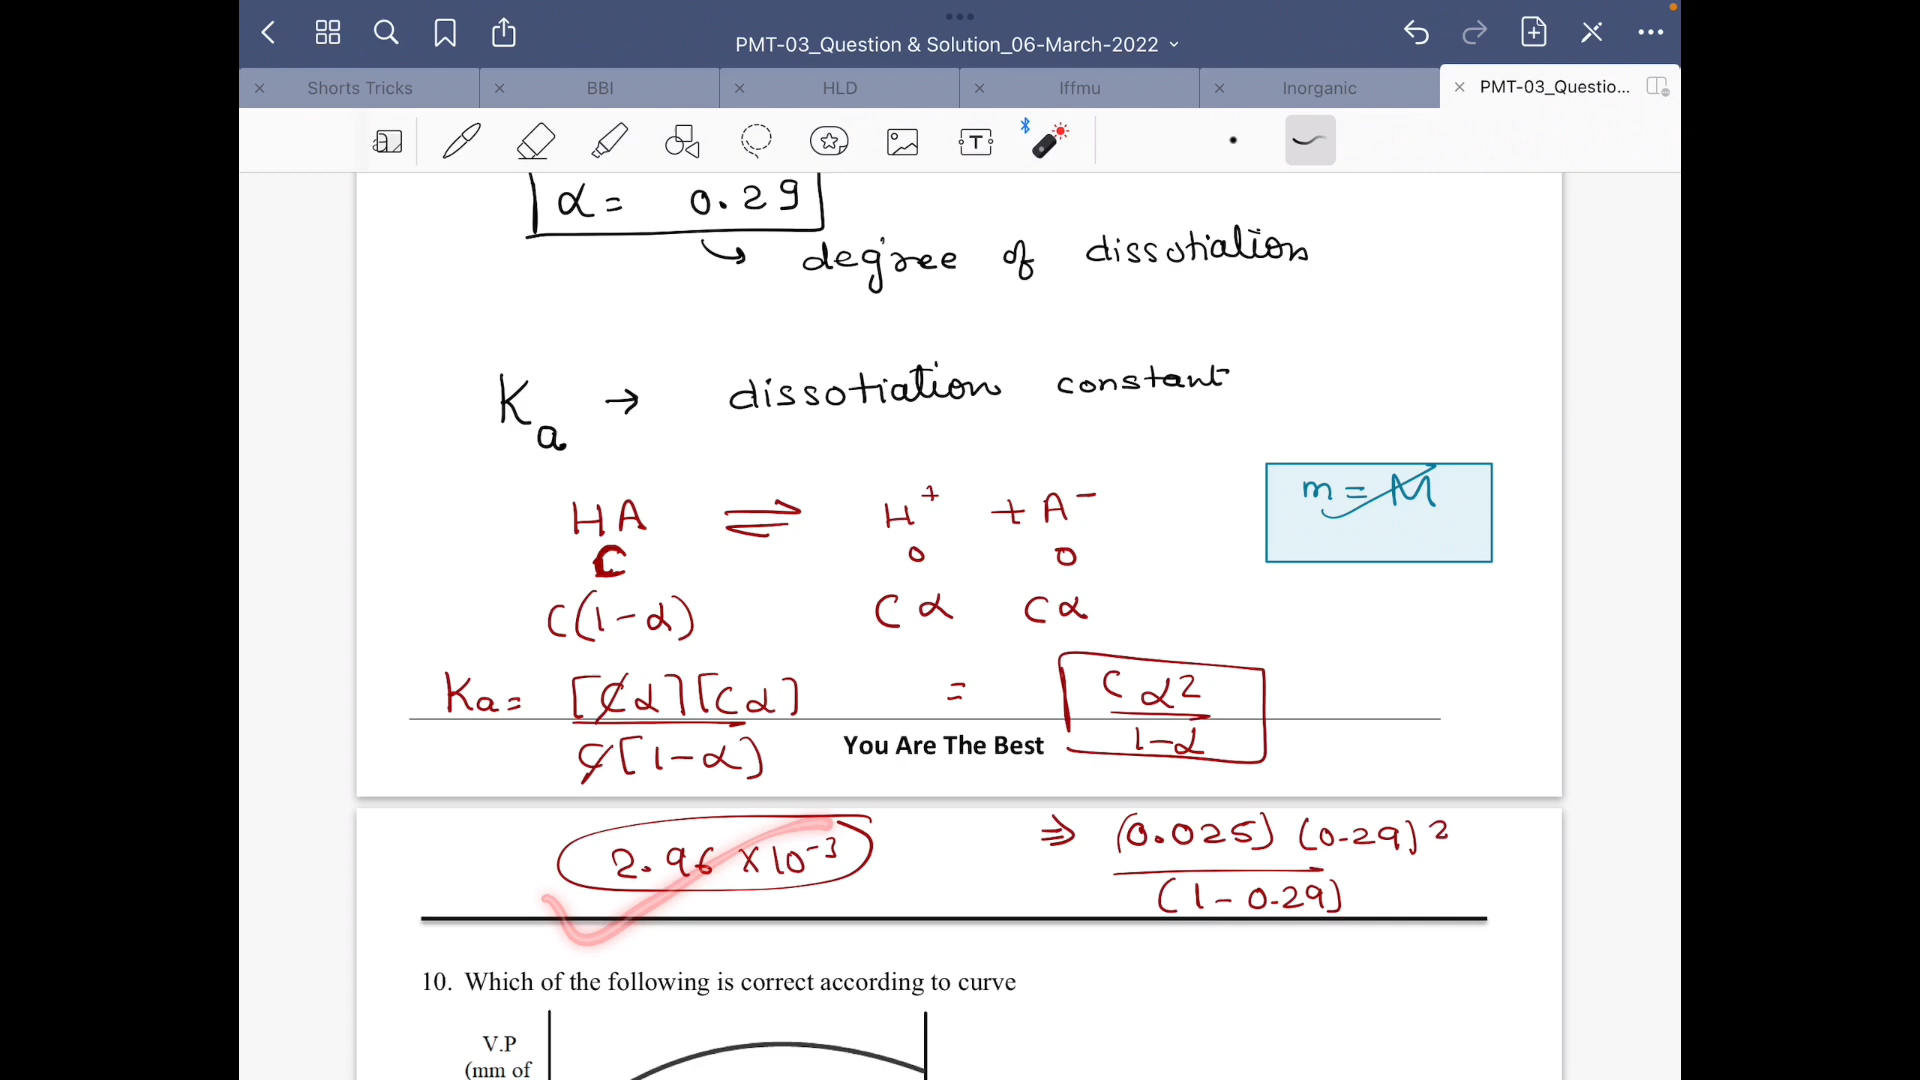 PMT-03_Question & Solution_06-March-2022
Shorts Tricks BBI HLD Iffmu Inorganic PMT-03_Questio...
α = 0.29
degree of dissotiation
Ka → dissotiation constant
m = M
HA ⇌ H⁺ + A⁻
C 0 0
C(1-α) Cα Cα
Ka = [Cα][Cα] / C[1-α] = Cα² / 1-α
You Are The Best
2.96 × 10⁻³ ⇒ (0.025) (0.29)² / (1 - 0.29)
10. Which of the following is correct according to curve
V.P
(mm of